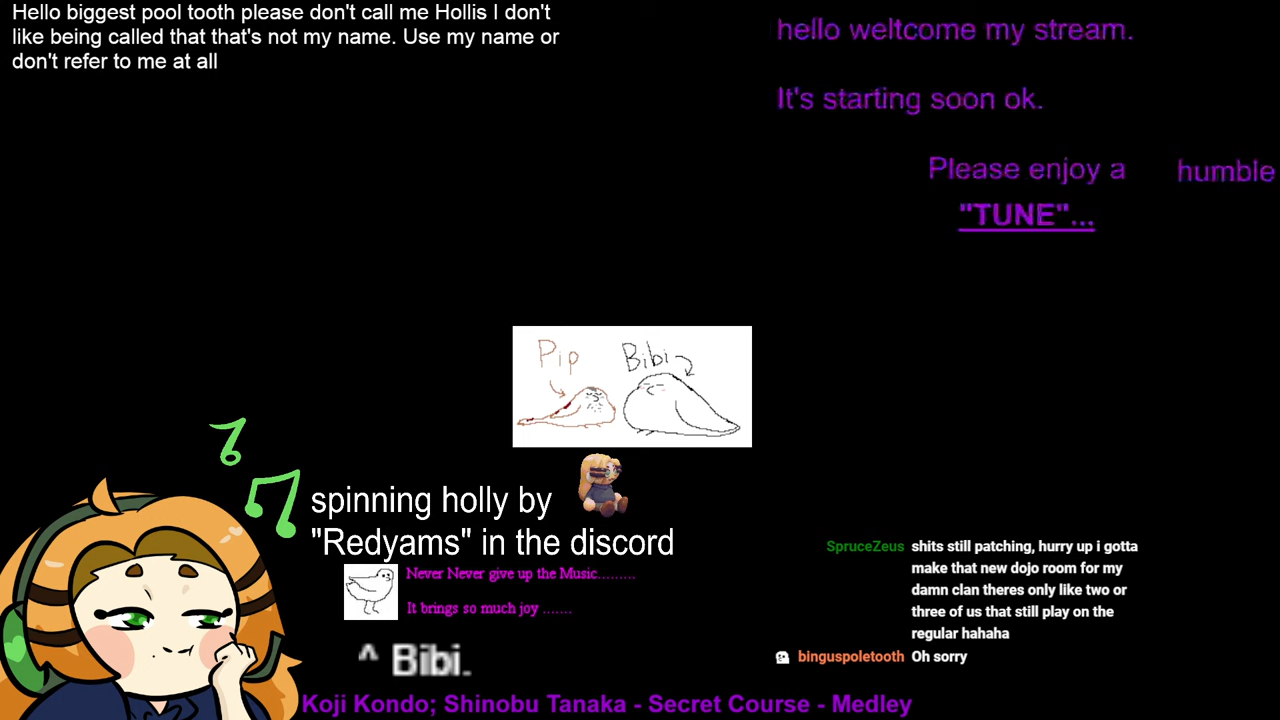 Hello biggest pool tooth please don't call me Hollis I don't
like being called that that's not my name. Use my name or
don't refer to me at all
hello weltcome my stream.
It's starting soon ok.
Please enjoy a humble
"TUNE"...
Pip Bibi
spinning holly by
"Redyams" in the discord
Never Never give up the Music.........
It brings so much joy .......
^ Bibi.
SpruceZeus shits still patching, hurry up i gotta
make that new dojo room for my
damn clan theres only like two or
three of us that still play on the
regular hahaha
binguspoletooth Oh sorry
Koji Kondo; Shinobu Tanaka - Secret Course - Medley